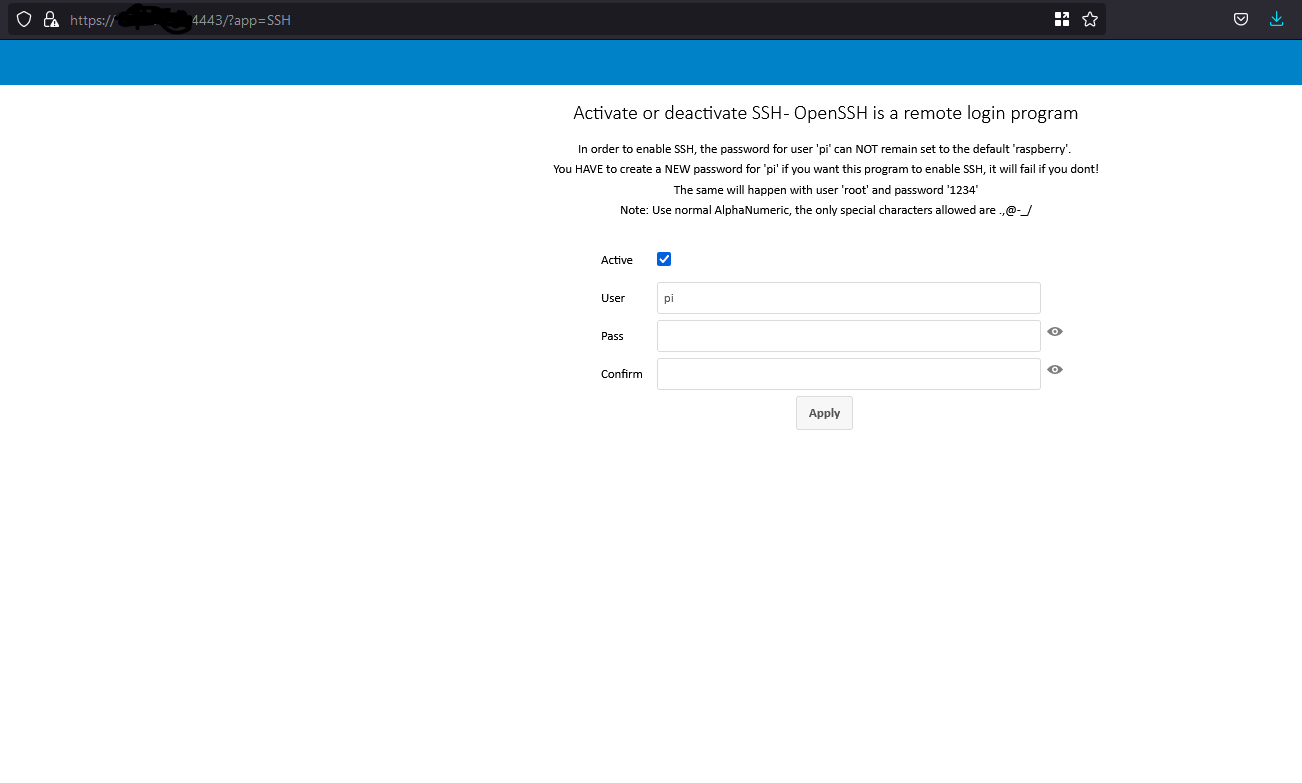 https:// 4443/?app=SSH
Activate or deactivate SSH- OpenSSH is a remote login program
In order to enable SSH, the password for user 'pi' can NOT remain set to the default 'raspberry'.
You HAVE to create a NEW password for 'pi' if you want this program to enable SSH, it will fail if you dont!
The same will happen with user 'root' and password '1234'
Note: Use normal AlphaNumeric, the only special characters allowed are .,@-_/
Active
User
pi
Pass
Confirm
Apply